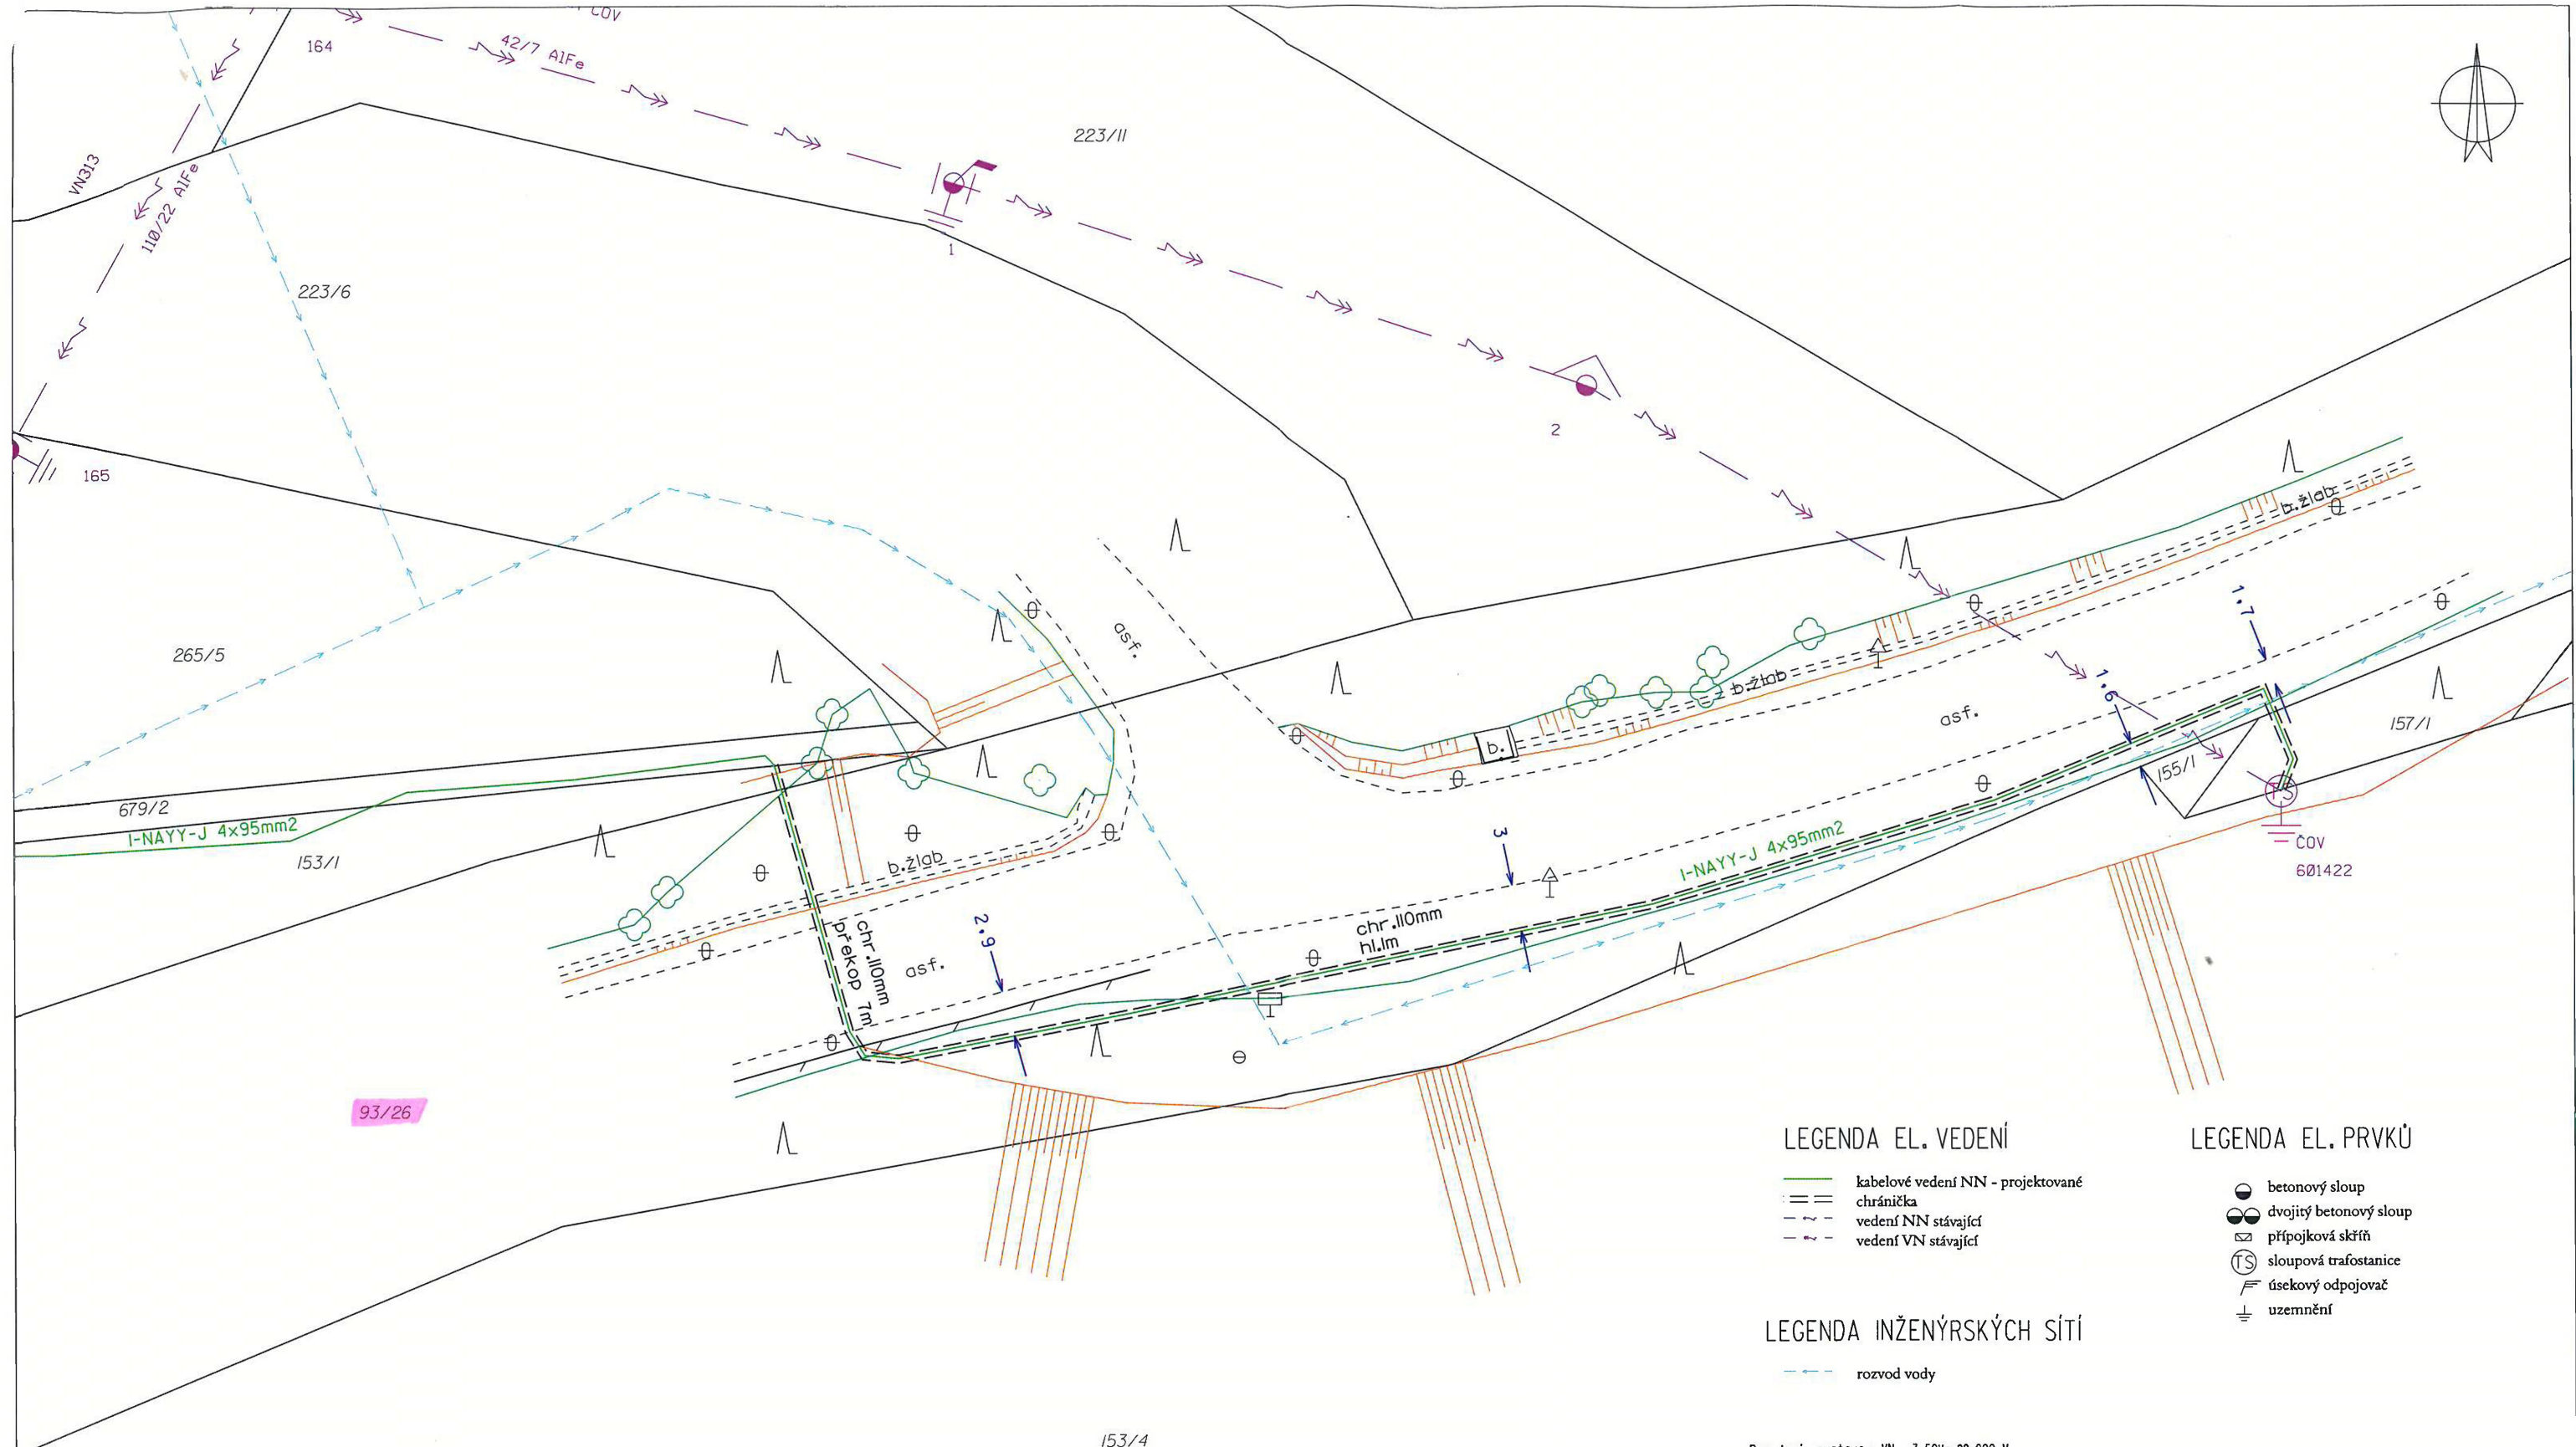 ČOV
164
42/7 AlFe
VN313
110/22 AlFe
223/11
1
223/6
2
165
265/5
asf.
b.žlab
1.7
679/2
I-NAYY-J 4x95mm2
153/1
b.žlab
b.
b.žlab
asf.
1.6
155/1
157/1
TS
ČOV
601422
3
I-NAYY-J 4x95mm2
chr.110mm
hl.1m
2.9
asf.
chr.110mm
překop 7m
93/26
153/4
LEGENDA EL. VEDENÍ
kabelové vedení NN - projektované
chránička
vedení NN stávající
vedení VN stávající
LEGENDA EL. PRVKŮ
betonový sloup
dvojitý betonový sloup
přípojková skříň
TS sloupová trafostanice
úsekový odpojovač
uzemnění
LEGENDA INŽENÝRSKÝCH SÍTÍ
rozvod vody